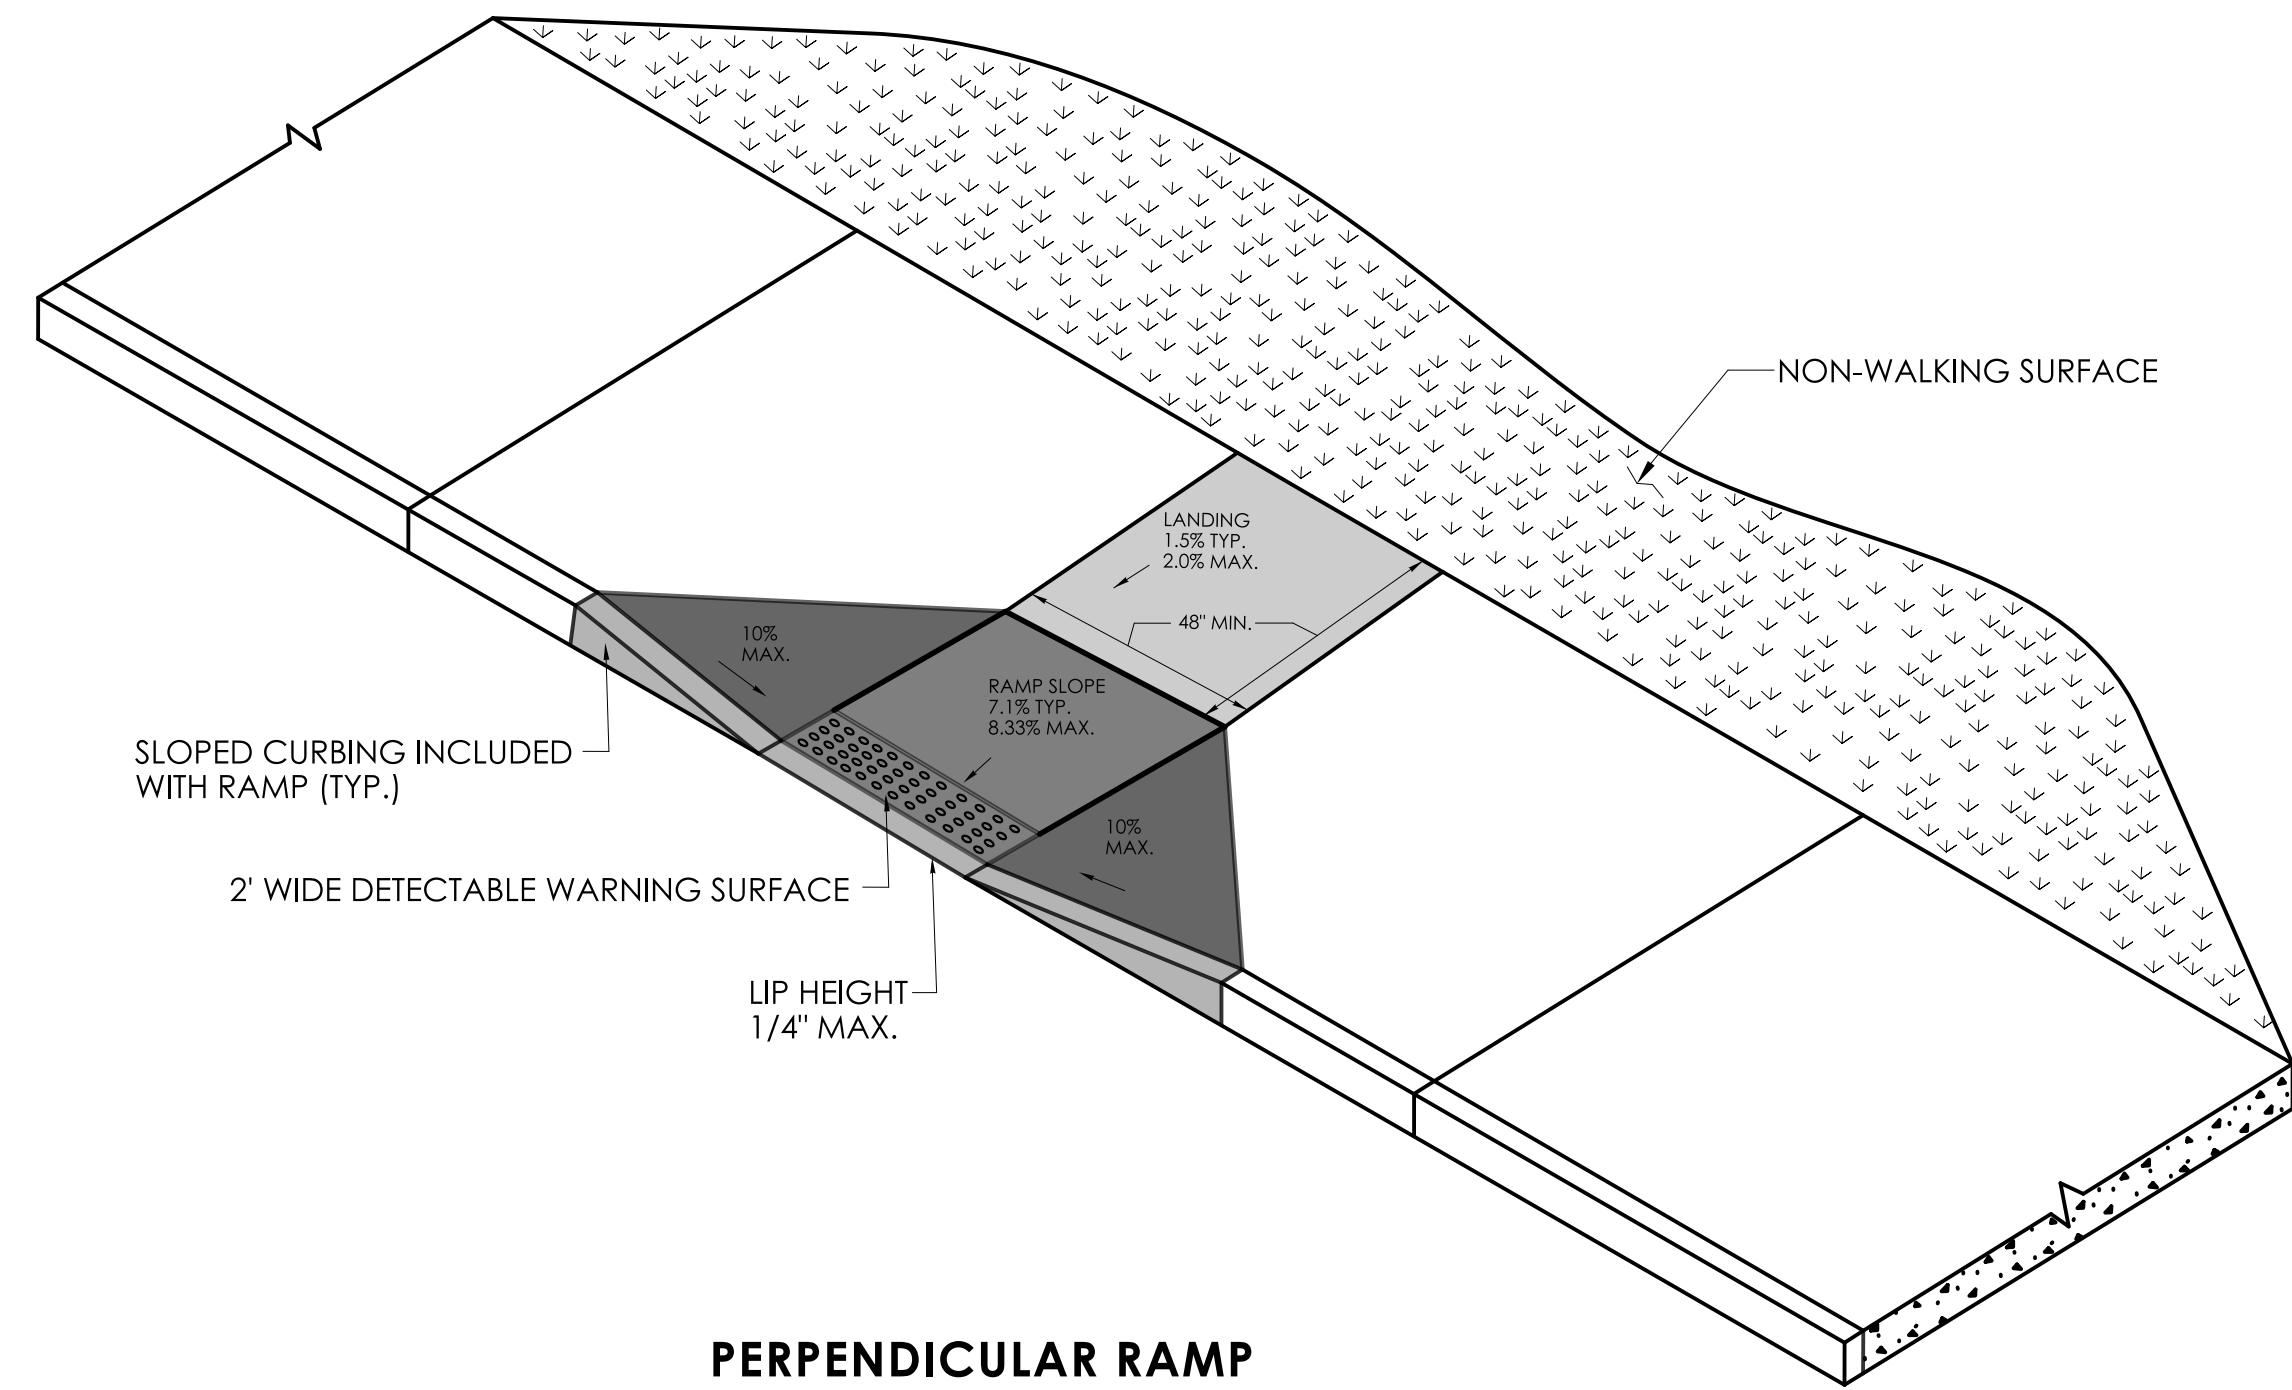 NON-WALKING SURFACE
LANDING
1.5% TYP.
2.0% MAX.
48" MIN.
10%
MAX.
RAMP SLOPE
7.1% TYP.
8.33% MAX.
SLOPED CURBING INCLUDED
WITH RAMP (TYP.)
10%
MAX.
2' WIDE DETECTABLE WARNING SURFACE
LIP HEIGHT
1/4" MAX.
PERPENDICULAR RAMP